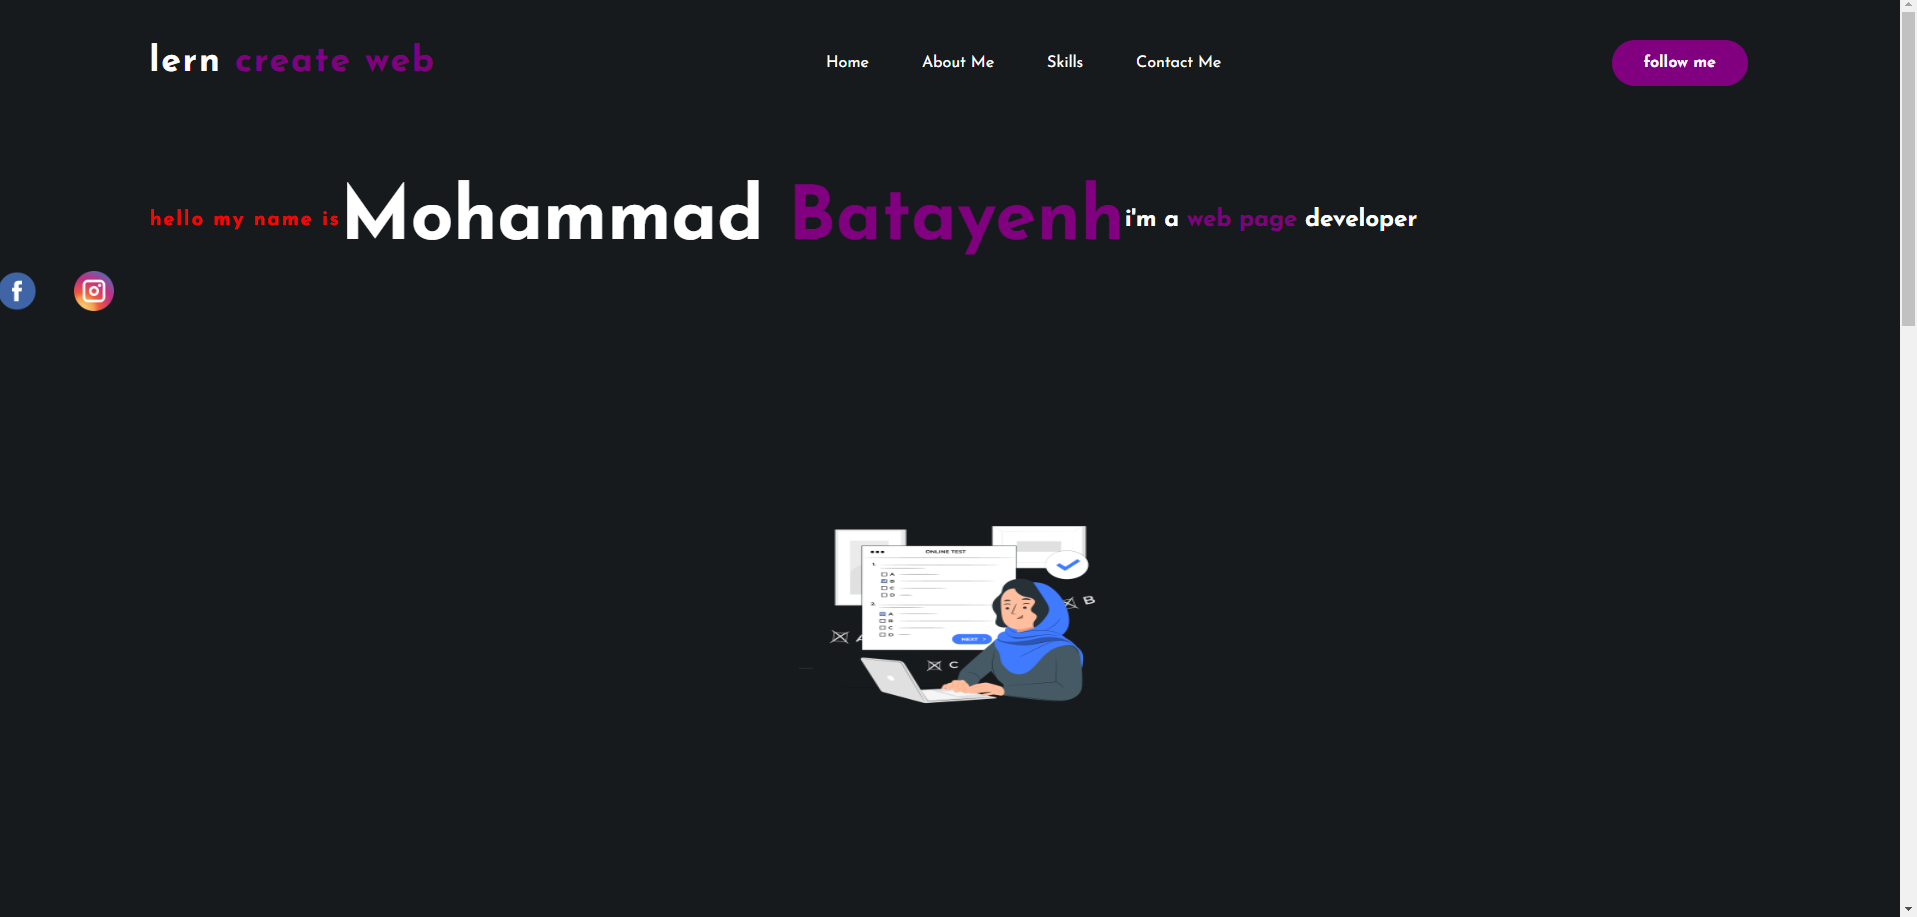 lern create web
Home
About Me
Skills
Contact Me
follow me
hello my name is Mohammad Batayenh i'm a web page developer
ONLINE TEST
1.
A
B
C
D
2.
A
B
C
D
NEXT >
A
B
C